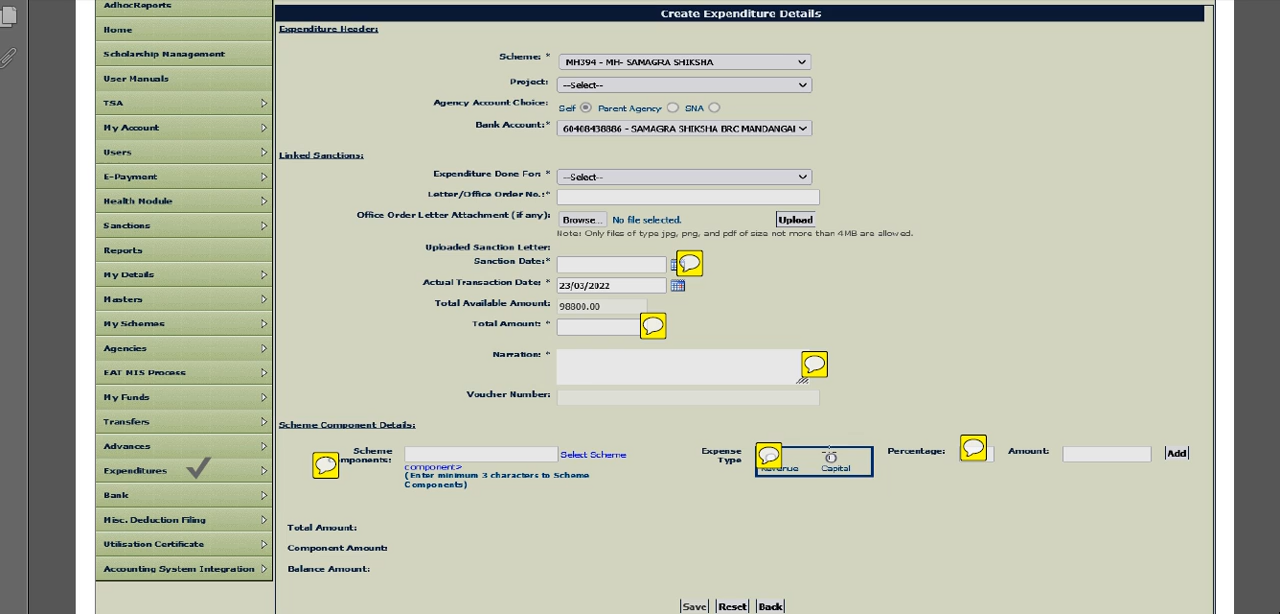 AdhocReports
Home
Scholarship Management
User Manuals
TSA
My Account
Users
E-Payment
Health Module
Sanctions
Reports
My Details
Masters
My Schemes
Agencies
EAT MIS Process
My Funds
Transfers
Advances
Expenditures
Bank
Misc. Deduction Filing
Utilisation Certificate
Accounting System Integration
Create Expenditure Details
Expenditure Header:
Scheme: * MH394 - MH- SAMAGRA SHIKSHA
Project: --Select--
Agency Account Choice: Self Parent Agency SNA
Bank Account:* 60408438886 - SAMAGRA SHIKSHA BRC MANDANGAI
Linked Sanctions:
Expenditure Done For: * --Select--
Letter/Office Order No.:*
Office Order Letter Attachment (if any): Browse... No file selected. Upload
Note: Only files of type jpg, png, and pdf of size not more than 4MB are allowed.
Uploaded Sanction Letter:
Sanction Date:*
Actual Transaction Date: * 23/03/2022
Total Available Amount: 98800.00
Total Amount: *
Narration: *
Voucher Number:
Scheme Component Details:
Scheme Select Scheme Expense Percentage: Amount: Add
mponents: Type
component> Revenue Capital
(Enter minimum 3 characters to Scheme
Components)
Total Amount:
Component Amount:
Balance Amount:
Save Reset Back